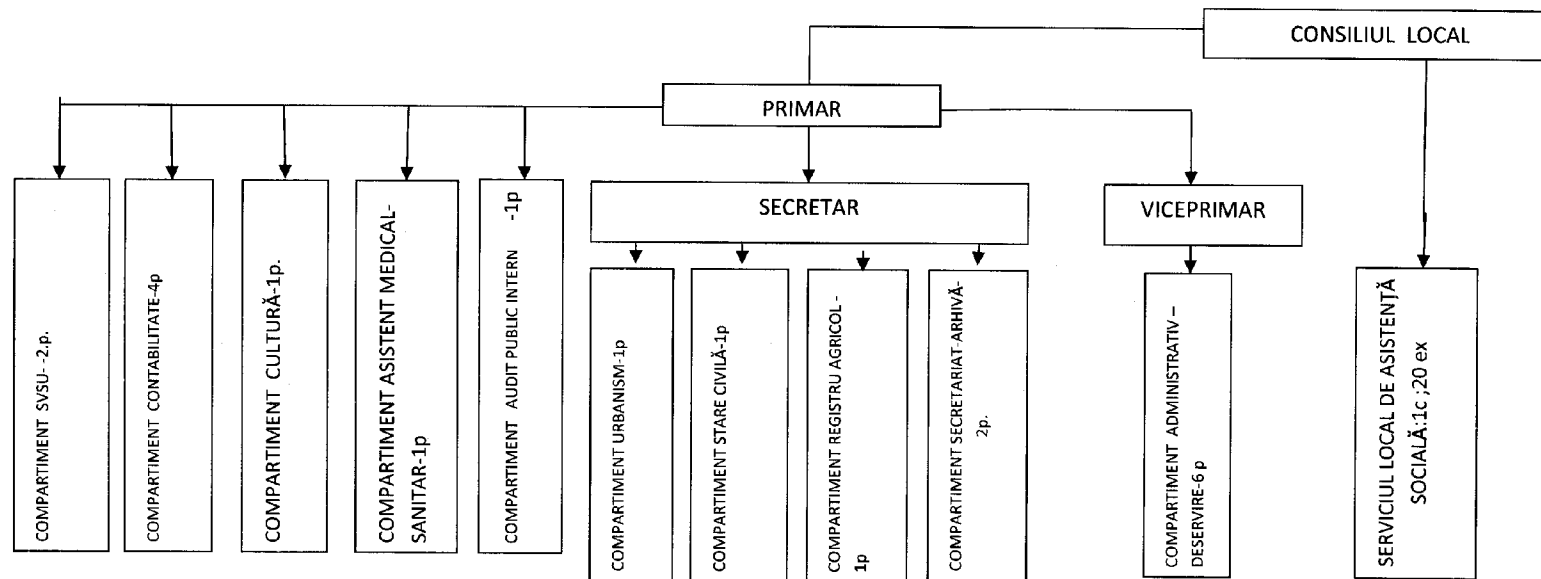 CONSILIUL LOCAL
PRIMAR
SECRETAR
VICEPRIMAR
COMPARTIMENT SVSU- -2.p.
COMPARTIMENT CONTABILITATE-4p
COMPARTIMENT CULTURĂ-1p.
COMPARTIMENT ASISTENT MEDICAL-
SANITAR-1p
COMPARTIMENT AUDIT PUBLIC INTERN -1p
COMPARTIMENT URBANISM-1p
COMPARTIMENT STARE CIVILĂ-1p
COMPARTIMENT REGISTRU AGRICOL -
1p
COMPARTIMENT SECRETARIAT-ARHIVĂ-
2p.
COMPARTIMENT ADMINISTRATIV –
DESERVIRE-6 p
SERVICIUL LOCAL DE ASISTENŢĂ
SOCIALĂ:1c ;20 ex